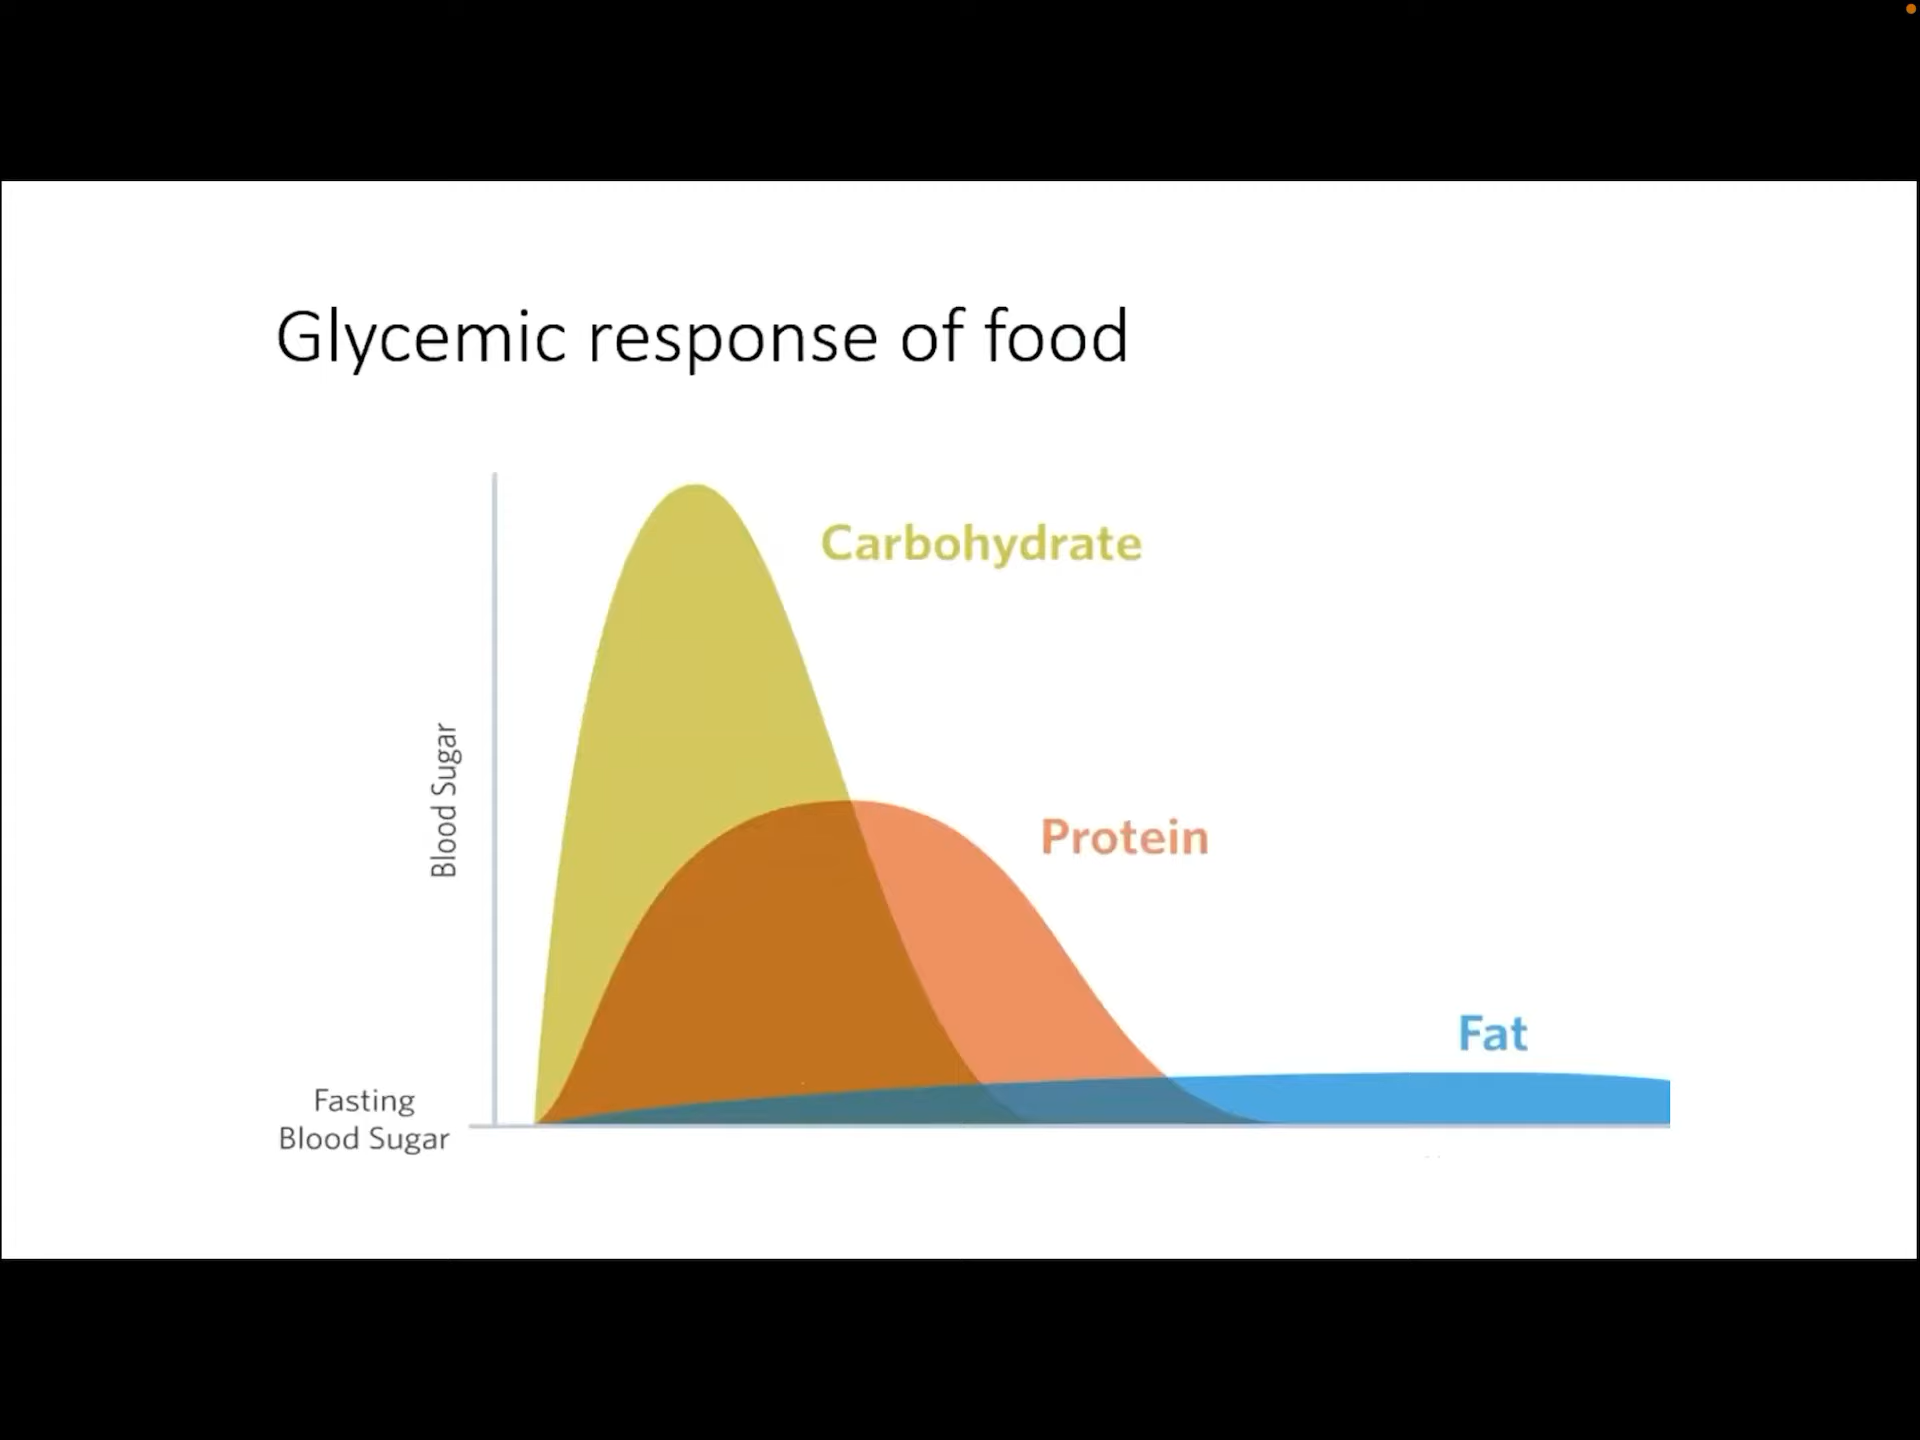 Glycemic response of food
Carbohydrate
Blood Sugar
Protein
Fat
Fasting
Blood Sugar